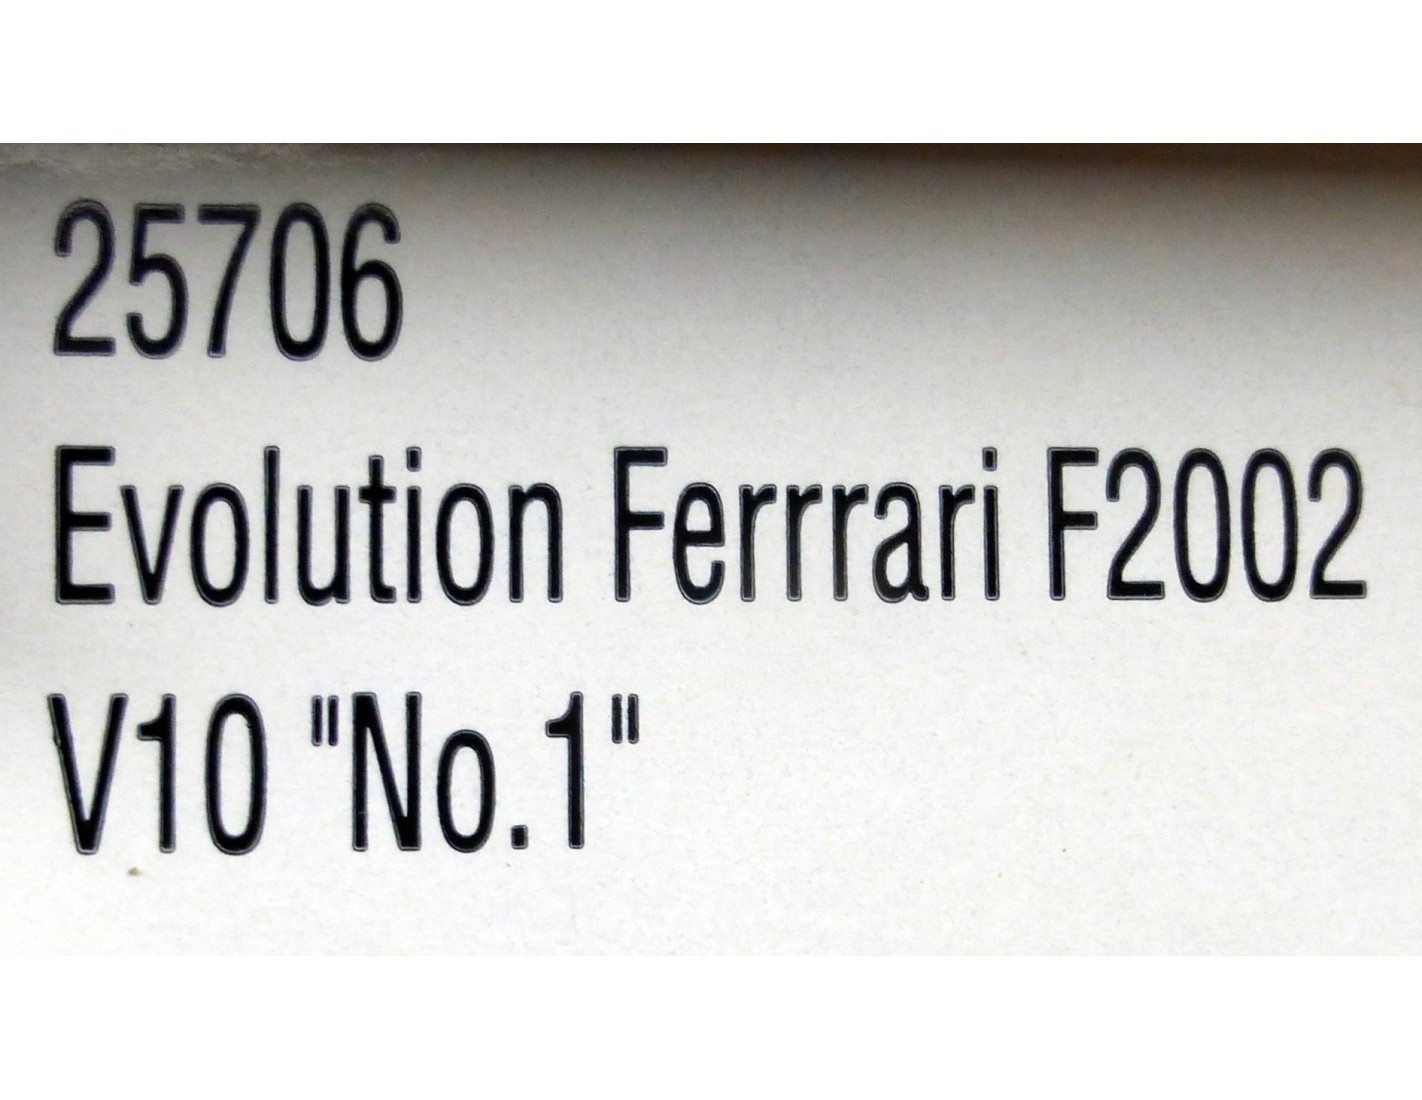 25706
Evolution Ferrrari F2002
V10 "No.1"